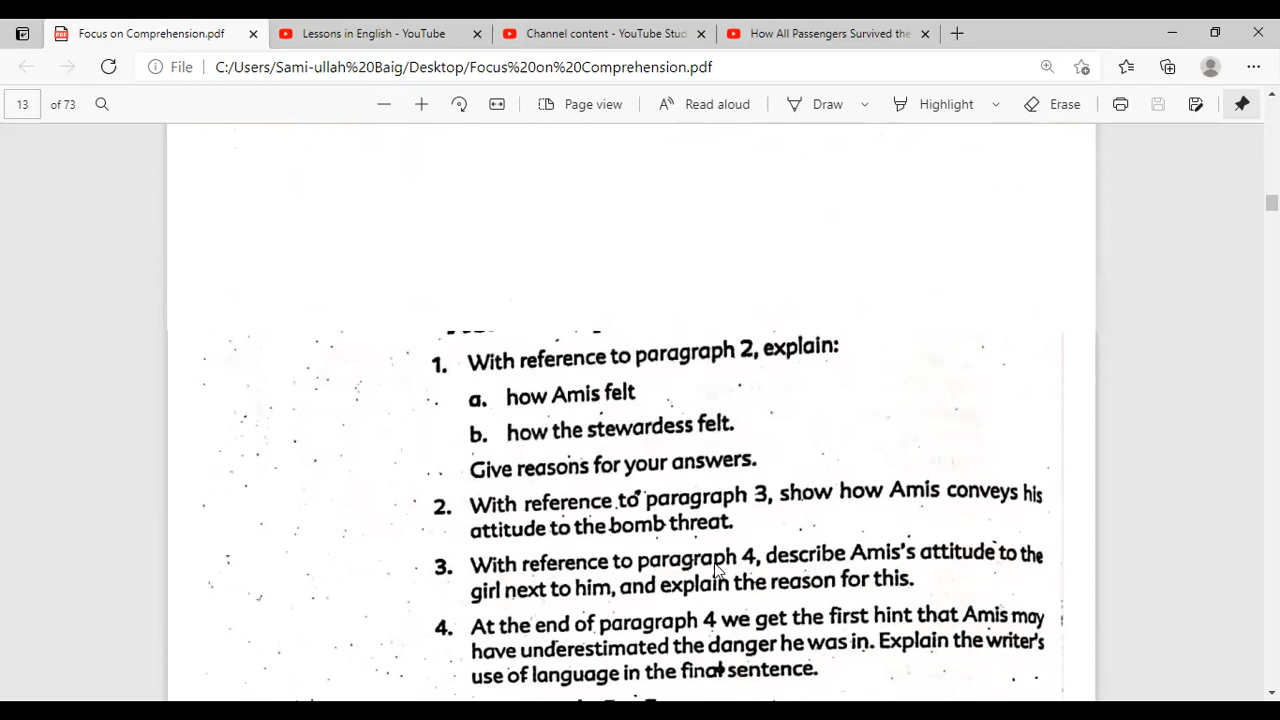 Focus on Comprehension.pdf
Lessons in English - YouTube
Channel content - YouTube Stud
How All Passengers Survived the
File
C:/Users/Sami-ullah%20Baig/Desktop/Focus%20on%20Comprehension.pdf
13 of 73
Page view
Read aloud
Draw
Highlight
Erase
1. With reference to paragraph 2, explain:
a. how Amis felt
b. how the stewardess felt.
Give reasons for your answers.
2. With reference to paragraph 3, show how Amis conveys his
attitude to the bomb threat.
3. With reference to paragraph 4, describe Amis's attitude to the
girl next to him, and explain the reason for this.
4. At the end of paragraph 4 we get the first hint that Amis may
have underestimated the danger he was in. Explain the writer's
use of language in the final sentence.